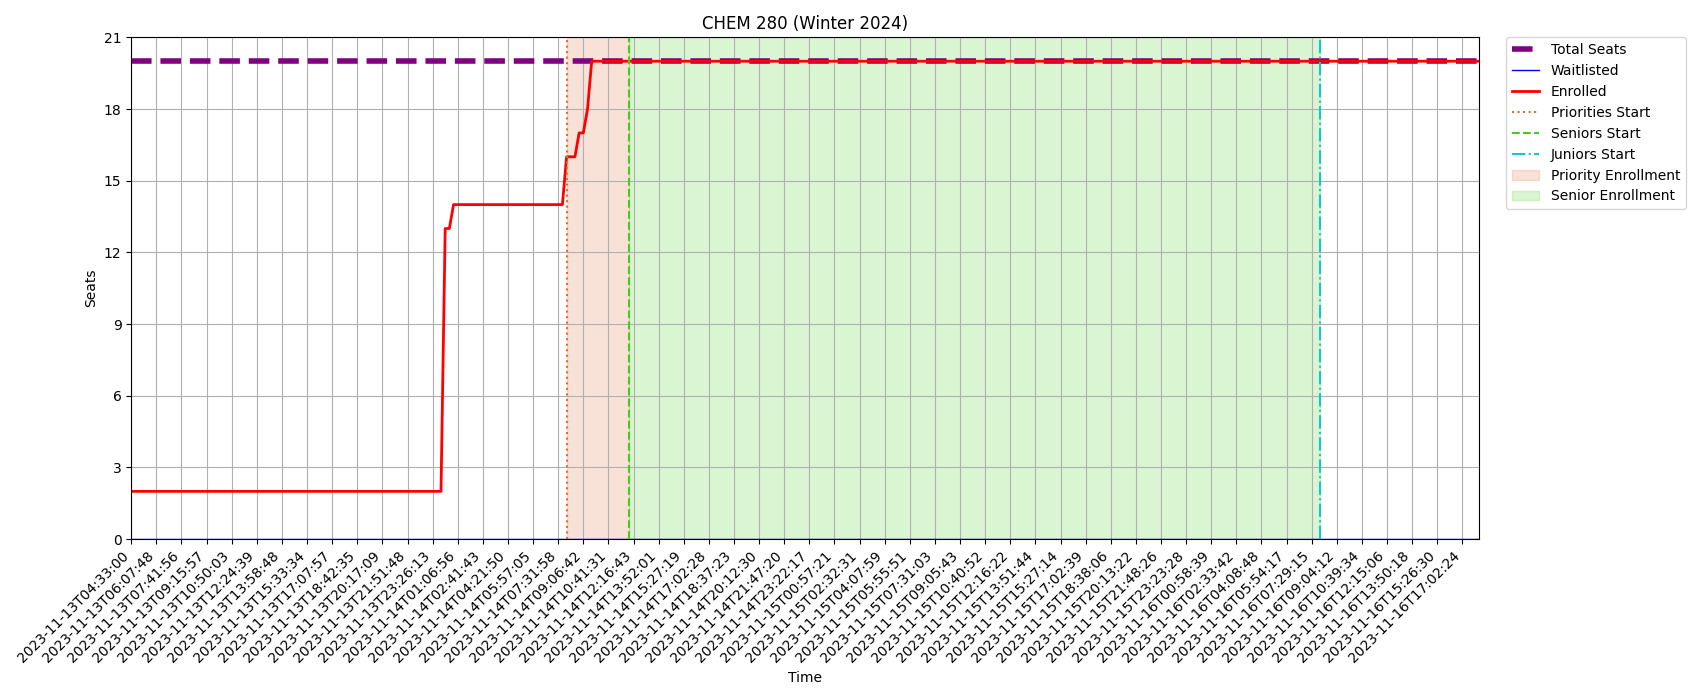 CHEM 280 (Winter 2024)
21
18
15
12
9
6
3
0
Seats
2023-11-13T04:33:00
2023-11-13T06:07:48
2023-11-13T07:41:56
2023-11-13T09:15:57
2023-11-13T10:50:03
2023-11-13T12:24:39
2023-11-13T13:58:48
2023-11-13T15:33:34
2023-11-13T17:07:57
2023-11-13T18:42:35
2023-11-13T20:17:09
2023-11-13T21:51:48
2023-11-13T23:26:13
2023-11-14T01:06:56
2023-11-14T02:41:43
2023-11-14T04:21:50
2023-11-14T05:57:05
2023-11-14T07:31:58
2023-11-14T09:06:42
2023-11-14T10:41:31
2023-11-14T12:16:43
2023-11-14T13:52:01
2023-11-14T15:27:19
2023-11-14T17:02:28
2023-11-14T18:37:23
2023-11-14T20:12:30
2023-11-14T21:47:20
2023-11-14T23:22:17
2023-11-15T00:57:21
2023-11-15T02:32:31
2023-11-15T04:07:59
2023-11-15T05:55:51
2023-11-15T07:31:03
2023-11-15T09:05:43
2023-11-15T10:40:52
2023-11-15T12:16:22
2023-11-15T13:51:44
2023-11-15T15:27:14
2023-11-15T17:02:39
2023-11-15T18:38:06
2023-11-15T20:13:22
2023-11-15T21:48:26
2023-11-15T23:23:28
2023-11-16T00:58:39
2023-11-16T02:33:42
2023-11-16T04:08:48
2023-11-16T05:54:17
2023-11-16T07:29:15
2023-11-16T09:04:12
2023-11-16T10:39:34
2023-11-16T12:15:06
2023-11-16T13:50:18
2023-11-16T15:26:30
2023-11-16T17:02:24
Time
Total Seats
Waitlisted
Enrolled
Priorities Start
Seniors Start
Juniors Start
Priority Enrollment
Senior Enrollment